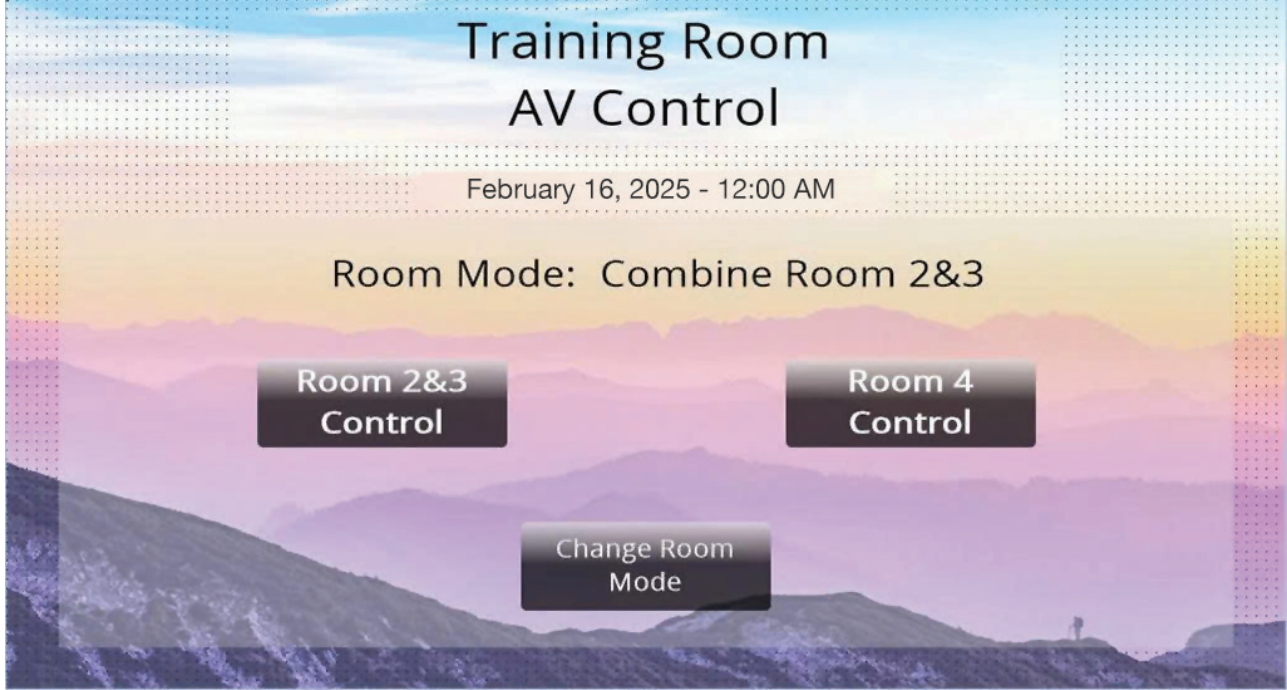 Training Room
AV Control
February 16, 2025 - 12:00 AM
Room Mode: Combine Room 2&3
Room 2&3
Control
Room 4
Control
Change Room
Mode